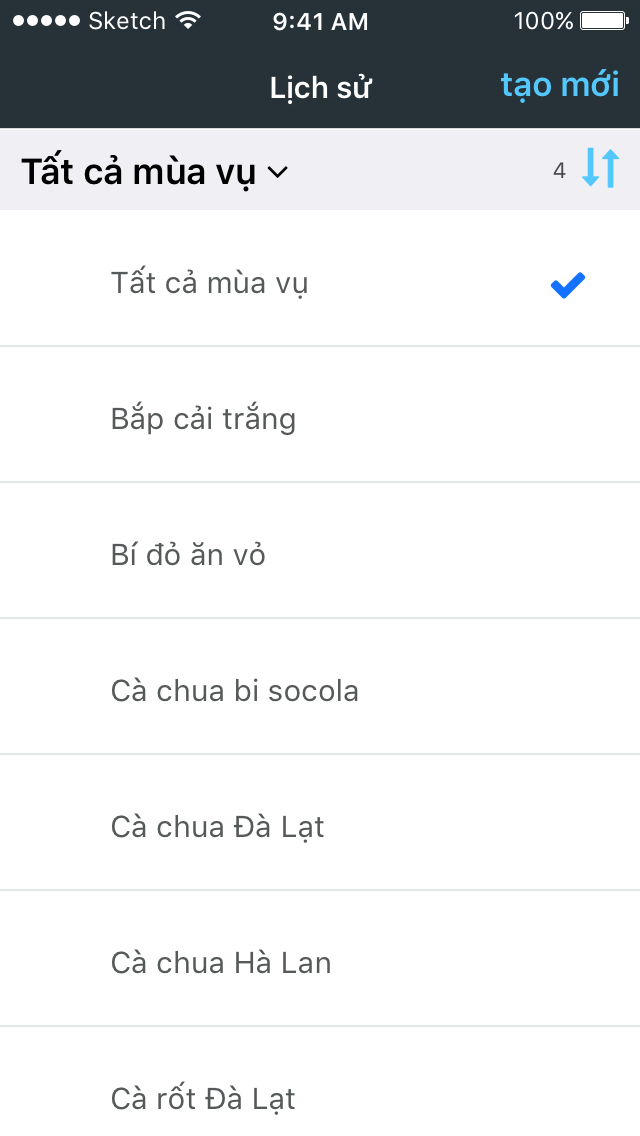 Sketch 9:41 AM 100%
Lịch sử tạo mới
Tất cả mùa vụ 4
Tất cả mùa vụ
Bắp cải trắng
Bí đỏ ăn vỏ
Cà chua bi socola
Cà chua Đà Lạt
Cà chua Hà Lan
Cà rốt Đà Lạt